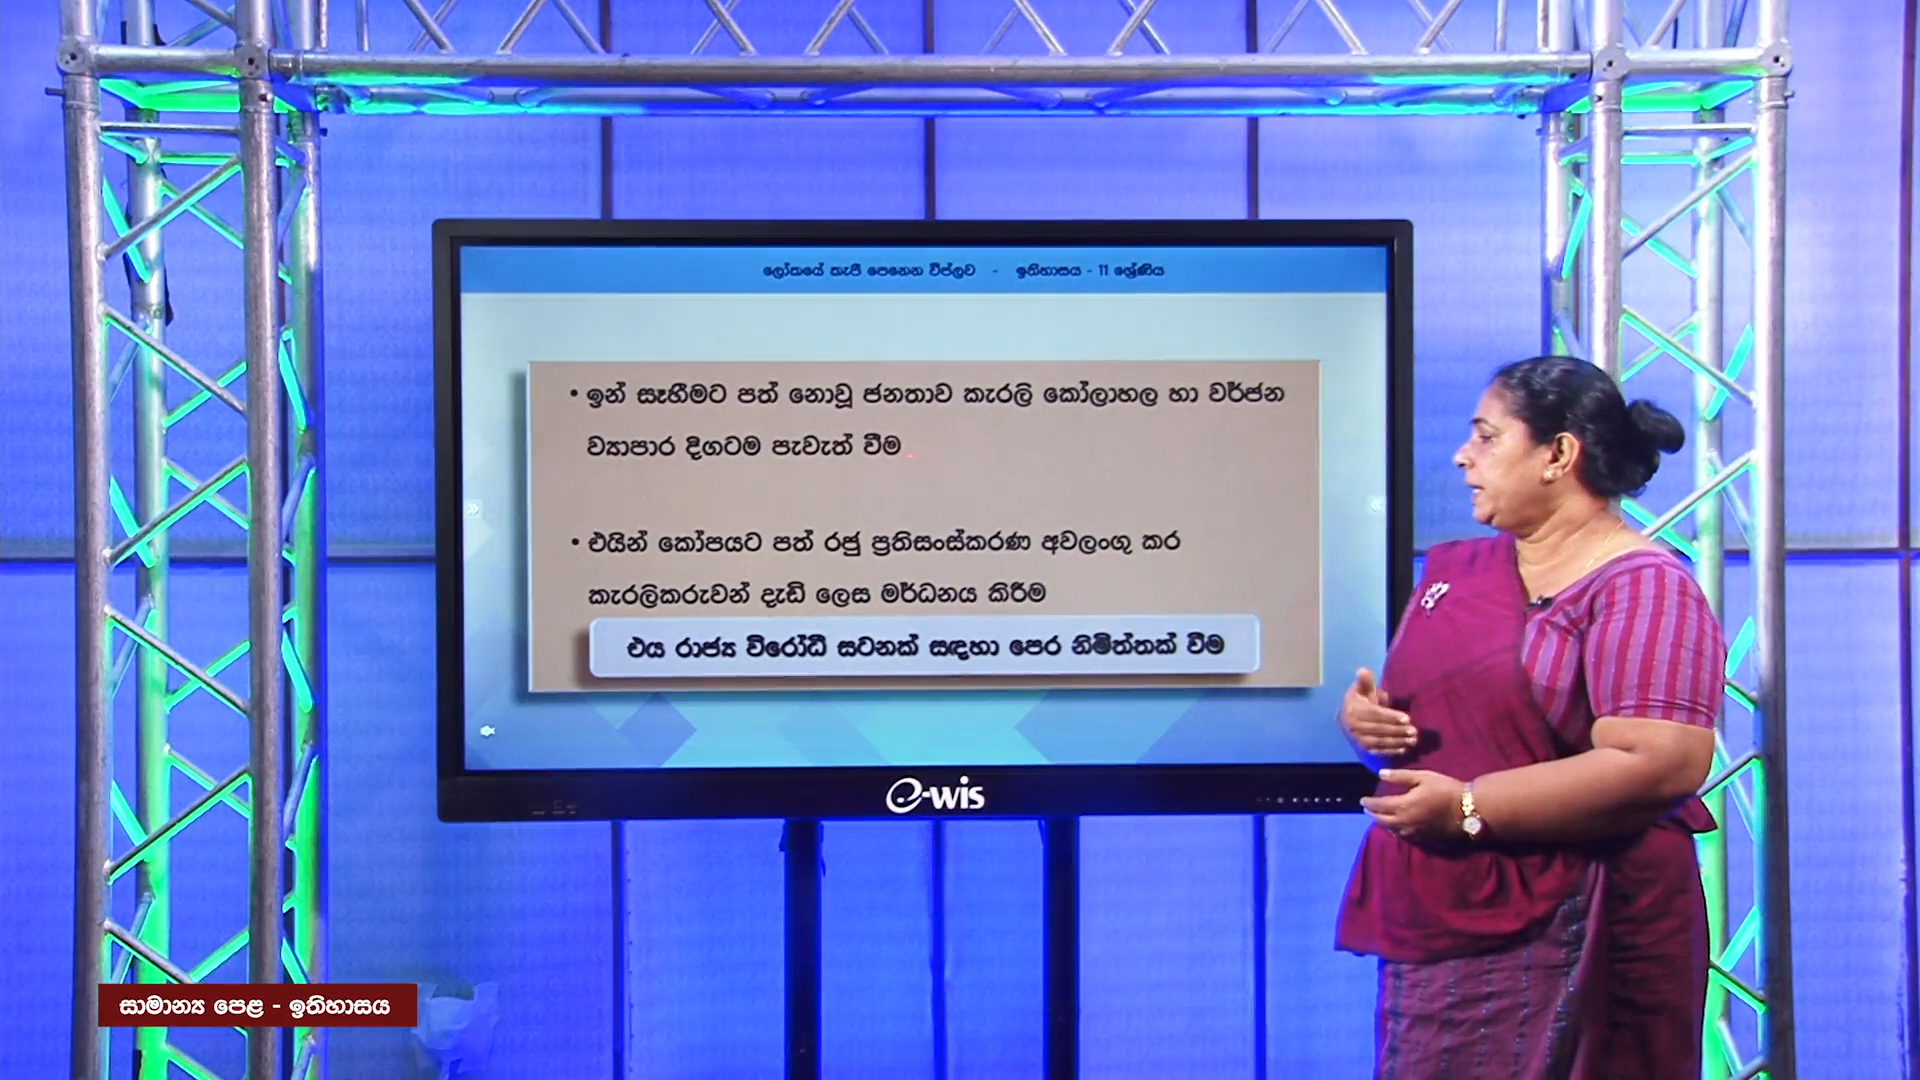 ලෝකයේ කැපී පෙනෙන විප්ලව - ඉතිහාසය - 11 ශ්‍රේණිය
• ඉන් සෑහීමට පත් නොවූ ජනතාව කැරලි කෝලාහල හා වර්ජන
ව්‍යාපාර දිගටම පැවැත් වීම
• එයින් කෝපයට පත් රජු ප්‍රතිසංස්කරණ අවලංගු කර
කැරලිකරුවන් දැඩි ලෙස මර්ධනය කිරීම
එය රාජ්‍ය විරෝධී සටනක් සඳහා පෙර නිමිත්තක් වීම
e-wis
සාමාන්‍ය පෙළ - ඉතිහාසය